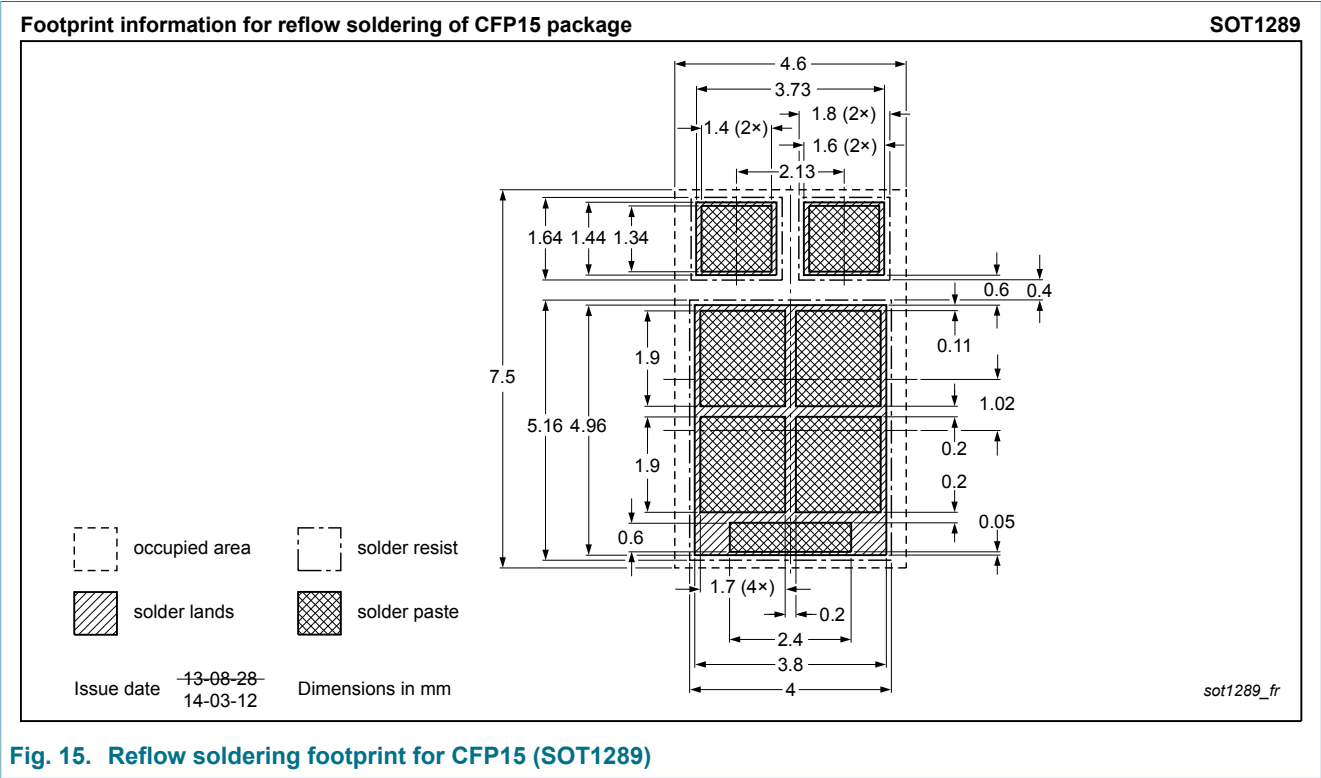 Footprint information for reflow soldering of CFP15 package
SOT1289
4.6
3.73
1.8 (2×)
1.4 (2×)
1.6 (2×)
2.13
1.64 1.44 1.34
0.6 0.4
0.11
1.9
7.5
1.02
5.16 4.96
0.2
1.9
0.2
0.05
0.6
occupied area
solder resist
1.7 (4×)
solder lands
solder paste
0.2
2.4
3.8
4
Issue date
13-08-28
14-03-12
Dimensions in mm
sot1289_fr
Fig. 15. Reflow soldering footprint for CFP15 (SOT1289)